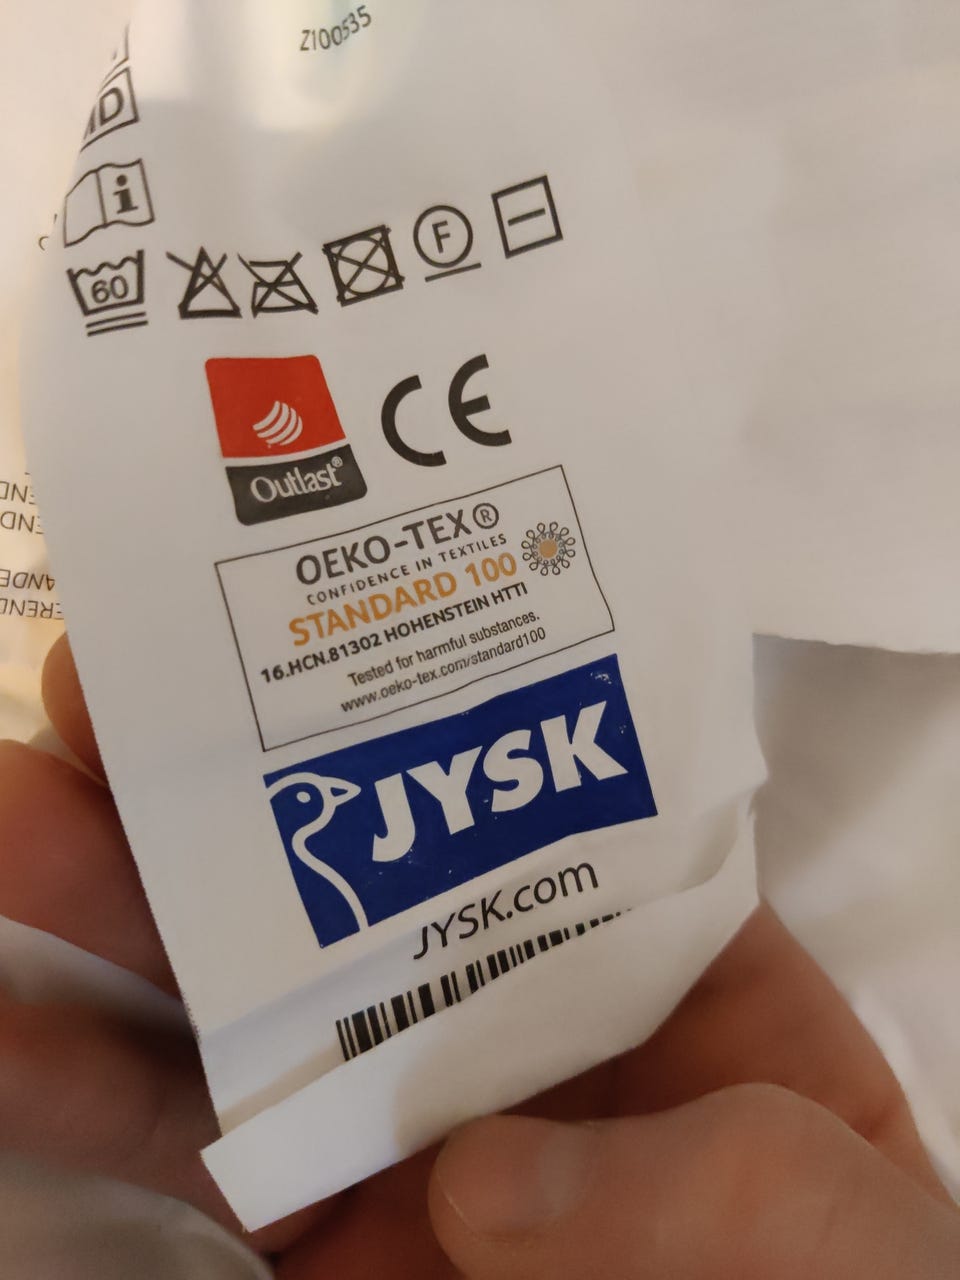 Z100535
60
F
CE
Outlast®
OEKO-TEX®
CONFIDENCE IN TEXTILES
STANDARD 100
16.HCN.81302 HOHENSTEIN HTTI
Tested for harmful substances.
www.oeko-tex.com/standard100
JYSK
JYSK.com